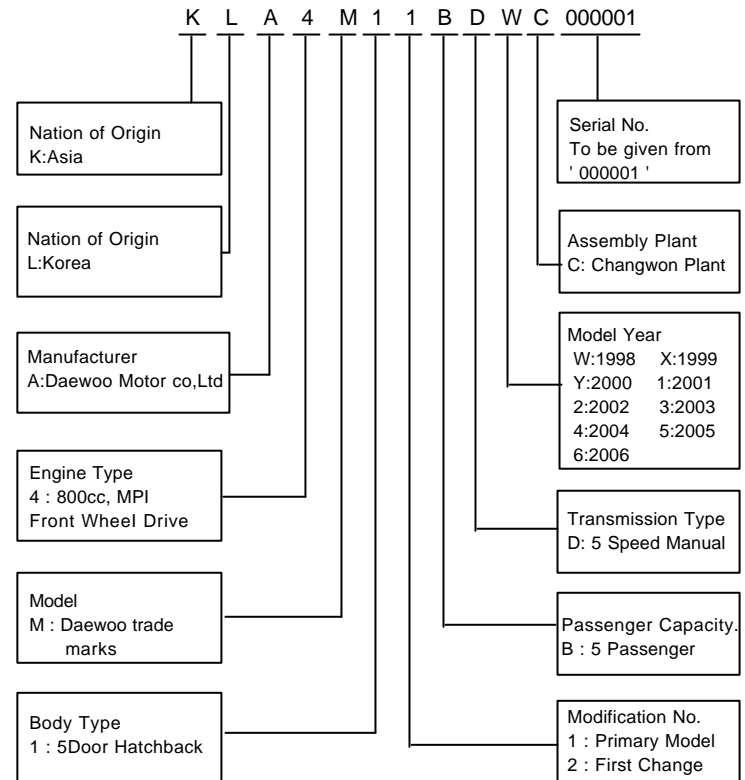 K L A 4 M 1 1 B D W C 000001
Nation of Origin
K:Asia
Nation of Origin
L:Korea
Manufacturer
A:Daewoo Motor co,Ltd
Engine Type
4 : 800cc, MPI
Front Wheel Drive
Model
M : Daewoo trade
marks
Body Type
1 : 5Door Hatchback
Serial No.
To be given from
' 000001 '
Assembly Plant
C: Changwon Plant
Model Year
W:1998 X:1999
Y:2000 1:2001
2:2002 3:2003
4:2004 5:2005
6:2006
Transmission Type
D: 5 Speed Manual
Passenger Capacity.
B : 5 Passenger
Modification No.
1 : Primary Model
2 : First Change